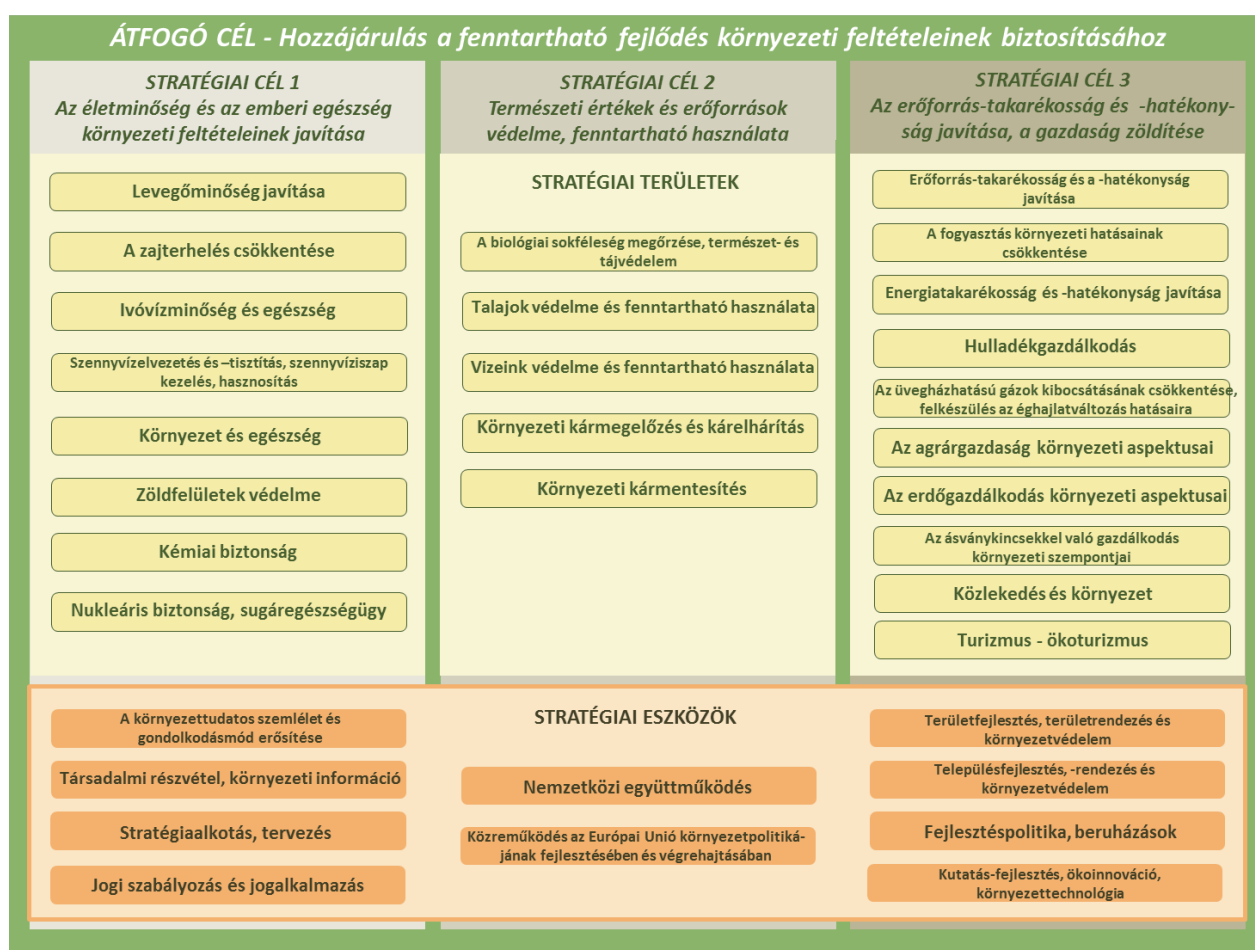 ÁTFOGÓ CÉL - Hozzájárulás a fenntartható fejlődés környezeti feltételeinek biztosításához
STRATÉGIAI CÉL 1
Az életminőség és az emberi egészség
környezeti feltételeinek javítása
Levegőminőség javítása
A zajterhelés csökkentése
Ivóvízminőség és egészség
Szennyvízelvezetés és –tisztítás, szennyvíziszap
kezelés, hasznosítás
Környezet és egészség
Zöldfelületek védelme
Kémiai biztonság
Nukleáris biztonság, sugáregészségügy
STRATÉGIAI CÉL 2
Természeti értékek és erőforrások
védelme, fenntartható használata
STRATÉGIAI TERÜLETEK
A biológiai sokféleség megőrzése, természet- és
tájvédelem
Talajok védelme és fenntartható használata
Vizeink védelme és fenntartható használata
Környezeti kármegelőzés és kárelhárítás
Környezeti kármentesítés
STRATÉGIAI CÉL 3
Az erőforrás-takarékosság és -hatékony-
ság javítása, a gazdaság zöldítése
Erőforrás-takarékosság és a -hatékonyság
javítása
A fogyasztás környezeti hatásainak
csökkentése
Energiatakarékosság és -hatékonyság javítása
Hulladékgazdálkodás
Az üvegházhatású gázok kibocsátásának csökkentése,
felkészülés az éghajlatváltozás hatásaira
Az agrárgazdaság környezeti aspektusai
Az erdőgazdálkodás környezeti aspektusai
Az ásványkincsekkel való gazdálkodás
környezeti szempontjai
Közlekedés és környezet
Turizmus - ökoturizmus
A környezettudatos szemlélet és
gondolkodásmód erősítése
Társadalmi részvétel, környezeti információ
Stratégiaalkotás, tervezés
Jogi szabályozás és jogalkalmazás
STRATÉGIAI ESZKÖZÖK
Nemzetközi együttműködés
Közreműködés az Európai Unió környezetpolitiká-
jának fejlesztésében és végrehajtásában
Területfejlesztés, területrendezés és
környezetvédelem
Településfejlesztés, -rendezés és
környezetvédelem
Fejlesztéspolitika, beruházások
Kutatás-fejlesztés, ökoinnováció,
környezettechnológia